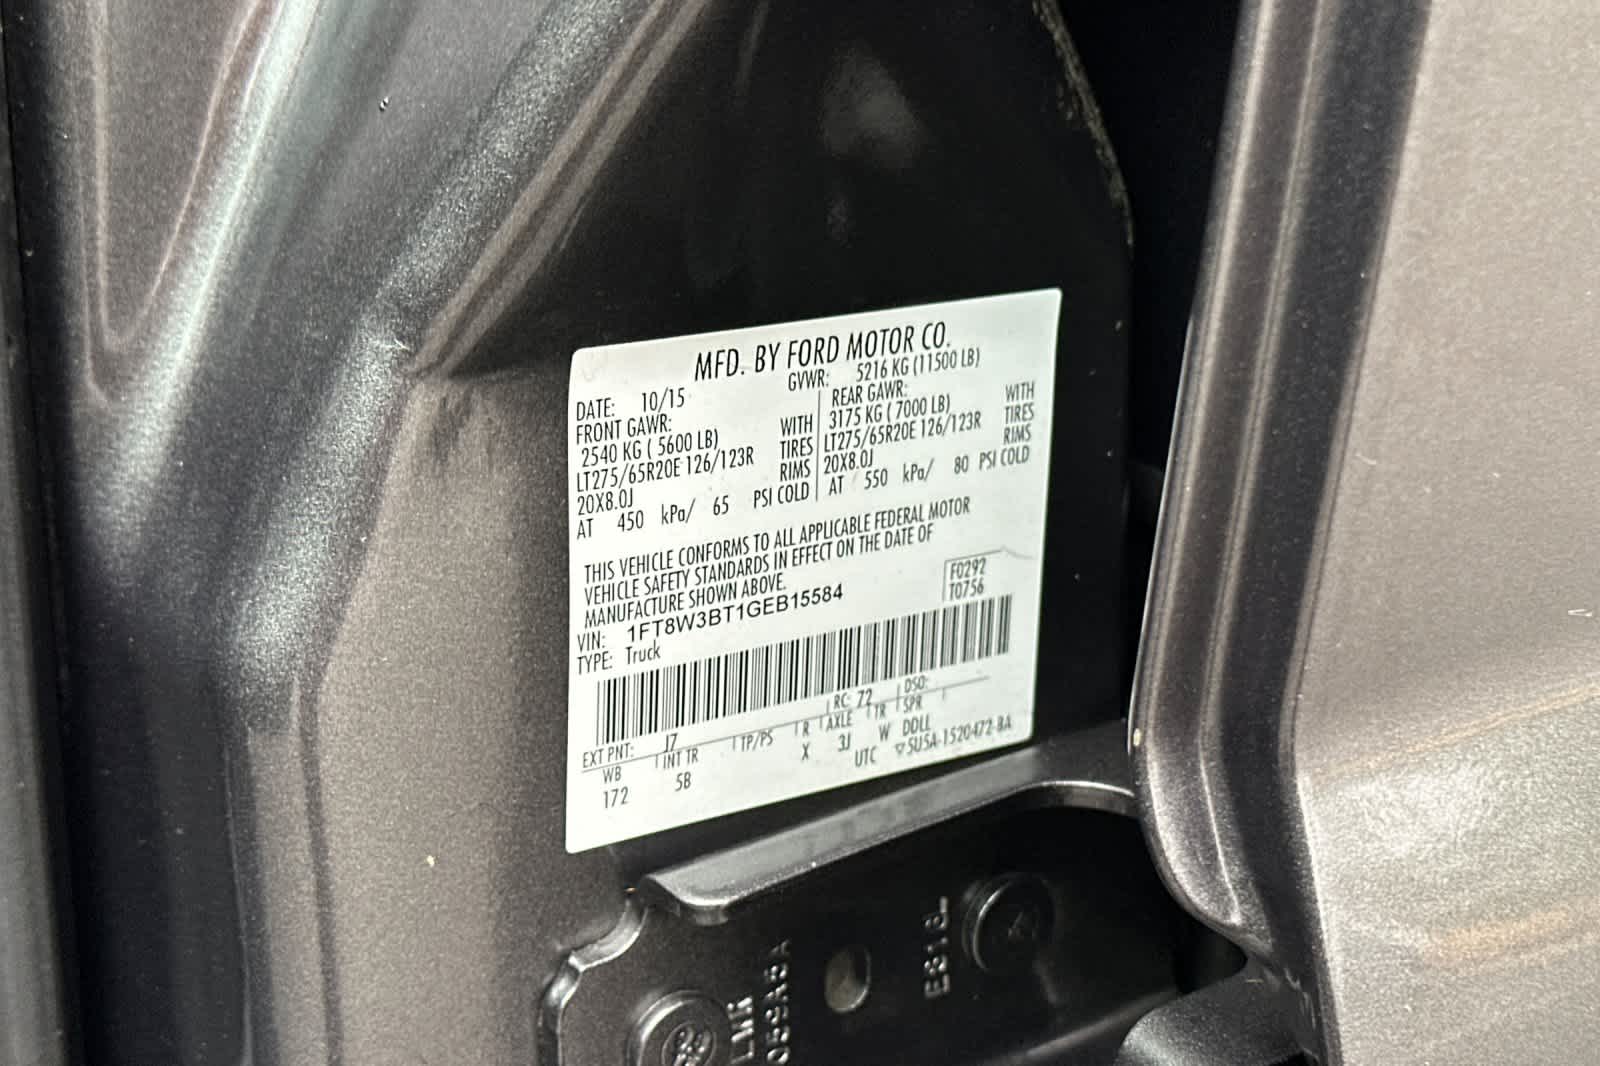 MFD. BY FORD MOTOR CO.
DATE: 10/15 GVWR: 5216 KG (11500 LB)
FRONT GAWR: WITH REAR GAWR: WITH
2540 KG ( 5600 LB) TIRES 3175 KG ( 7000 LB) TIRES
LT275/65R20E 126/123R RIMS LT275/65R20E 126/123R RIMS
20X8.0J 20X8.0J
AT 450 kPa/ 65 PSI COLD AT 550 kPa/ 80 PSI COLD
THIS VEHICLE CONFORMS TO ALL APPLICABLE FEDERAL MOTOR
VEHICLE SAFETY STANDARDS IN EFFECT ON THE DATE OF
MANUFACTURE SHOWN ABOVE.
F0292
T0756
VIN: 1FT8W3BT1GEB15584
TYPE: Truck
EXT PNT: J7 RC: 72 DSO:
WB INT TR TP/PS R AXLE TR SPR
172 5B X 3J W DDLL
UTC ▽5U5A-1520472-BA
E616L
LMR
059A5A